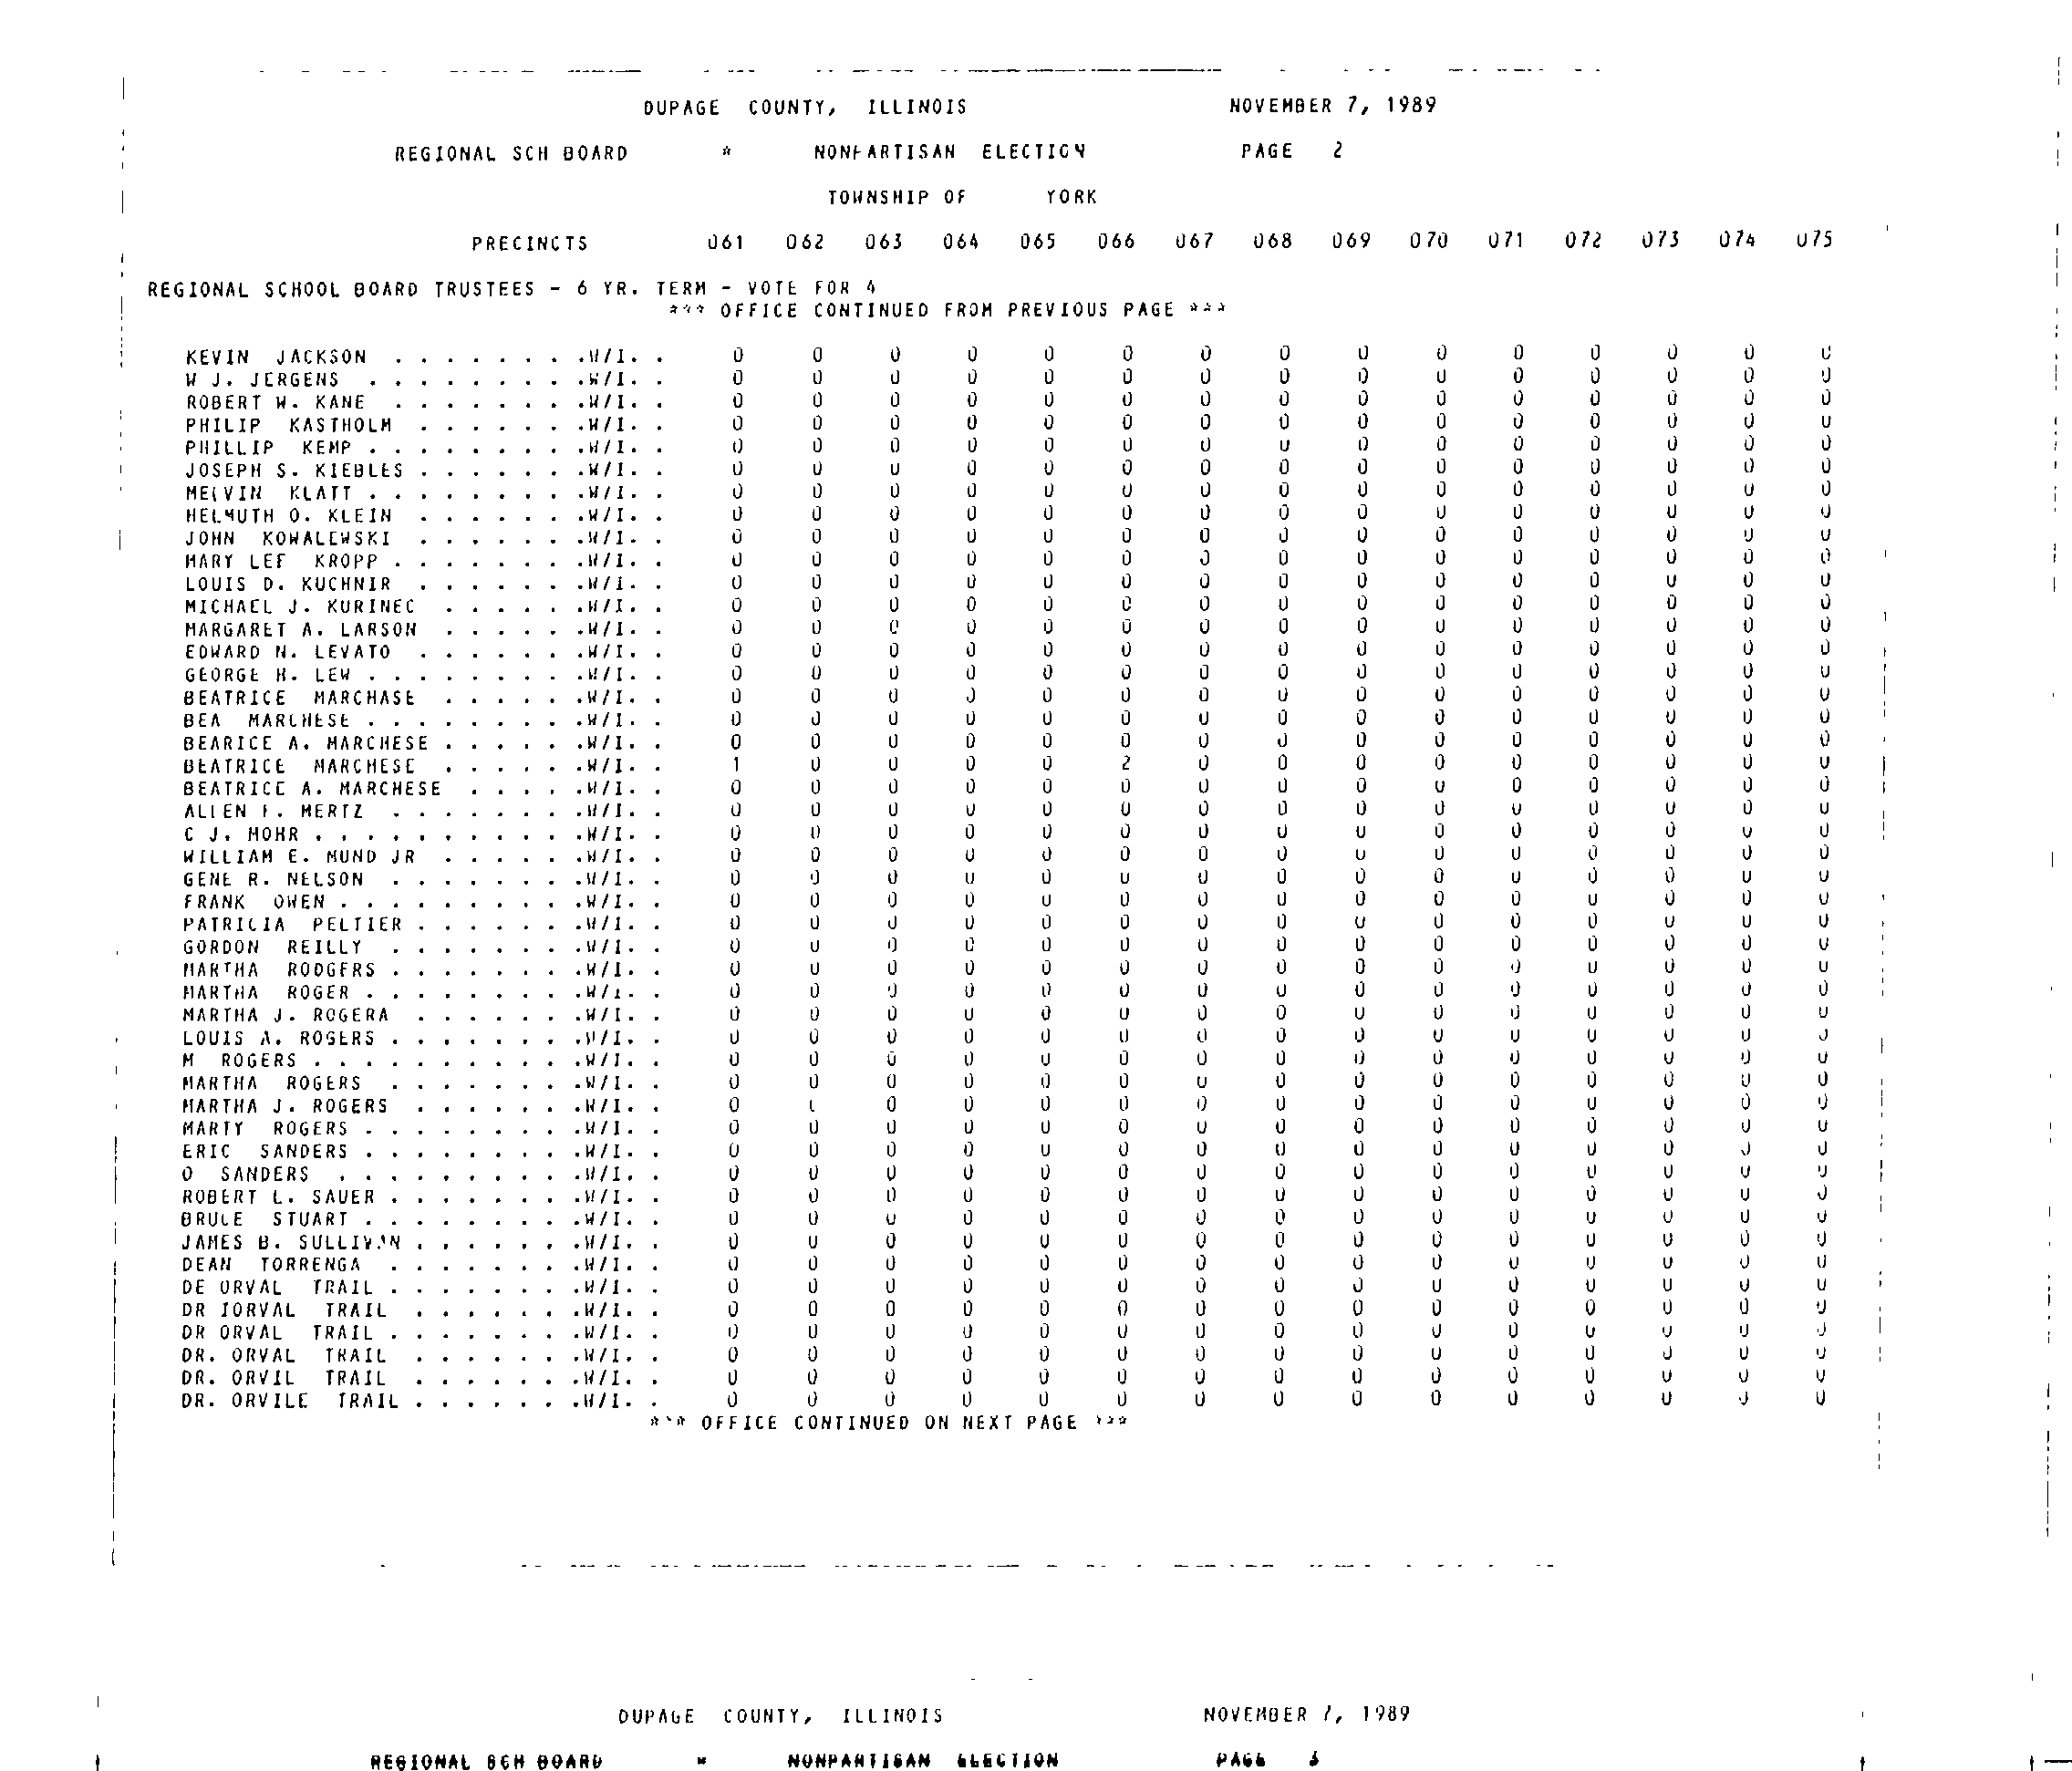 DUPAGE COUNTY, ILLINOIS NOVEMBER 7, 1989
REGIONAL SCH BOARD * NONPARTISAN ELECTION PAGE 2
TOWNSHIP OF YORK
PRECINCTS 061 062 063 064 065 066 067 068 069 070 071 072 073 074 075
REGIONAL SCHOOL BOARD TRUSTEES - 6 YR. TERM - VOTE FOR 4
*** OFFICE CONTINUED FROM PREVIOUS PAGE ***
KEVIN JACKSON . . . . . . . .W/I. . 0 0 0 0 0 0 0 0 0 0 0 0 0 0 0
W J. JERGENS . . . . . . . . .W/I. . 0 0 0 0 0 0 0 0 0 0 0 0 0 0 0
ROBERT W. KANE . . . . . . . .W/I. . 0 0 0 0 0 0 0 0 0 0 0 0 0 0 0
PHILIP KASTHOLM . . . . . . .W/I. . 0 0 0 0 0 0 0 0 0 0 0 0 0 0 0
PHILLIP KEMP . . . . . . . . .W/I. . 0 0 0 0 0 0 0 0 0 0 0 0 0 0 0
JOSEPH S. KIEBLES . . . . . . .W/I. . 0 0 0 0 0 0 0 0 0 0 0 0 0 0 0
MELVIN KLATT . . . . . . . . .W/I. . 0 0 0 0 0 0 0 0 0 0 0 0 0 0 0
HELMUTH O. KLEIN . . . . . . .W/I. . 0 0 0 0 0 0 0 0 0 0 0 0 0 0 0
JOHN KOWALEWSKI . . . . . . .W/I. . 0 0 0 0 0 0 0 0 0 0 0 0 0 0 0
MARY LEE KROPP . . . . . . . .W/I. . 0 0 0 0 0 0 0 0 0 0 0 0 0 0 0
LOUIS D. KUCHNIR . . . . . . .W/I. . 0 0 0 0 0 0 0 0 0 0 0 0 0 0 0
MICHAEL J. KURINEC . . . . . .W/I. . 0 0 0 0 0 0 0 0 0 0 0 0 0 0 0
MARGARET A. LARSON . . . . . .W/I. . 0 0 0 0 0 0 0 0 0 0 0 0 0 0 0
EDWARD N. LEVATO . . . . . . .W/I. . 0 0 0 0 0 0 0 0 0 0 0 0 0 0 0
GEORGE H. LEW . . . . . . . . .W/I. . 0 0 0 0 0 0 0 0 0 0 0 0 0 0 0
BEATRICE MARCHASE . . . . . .W/I. . 0 0 0 0 0 0 0 0 0 0 0 0 0 0 0
BEA MARCHESE . . . . . . . . .W/I. . 0 0 0 0 0 0 0 0 0 0 0 0 0 0 0
BEARICE A. MARCHESE . . . . . .W/I. . 0 0 0 0 0 0 0 0 0 0 0 0 0 0 0
BEATRICE MARCHESE . . . . . .W/I. . 1 0 0 0 0 2 0 0 0 0 0 0 0 0 0
BEATRICE A. MARCHESE . . . . .W/I. . 0 0 0 0 0 0 0 0 0 0 0 0 0 0 0
ALLEN F. MERTZ . . . . . . . .W/I. . 0 0 0 0 0 0 0 0 0 0 0 0 0 0 0
C J. MOHR . . . . . . . . . . .W/I. . 0 0 0 0 0 0 0 0 0 0 0 0 0 0 0
WILLIAM E. MUND JR . . . . . .W/I. . 0 0 0 0 0 0 0 0 0 0 0 0 0 0 0
GENE R. NELSON . . . . . . . .W/I. . 0 0 0 0 0 0 0 0 0 0 0 0 0 0 0
FRANK OWEN . . . . . . . . . .W/I. . 0 0 0 0 0 0 0 0 0 0 0 0 0 0 0
PATRICIA PELTIER . . . . . . .W/I. . 0 0 0 0 0 0 0 0 0 0 0 0 0 0 0
GORDON REILLY . . . . . . . .W/I. . 0 0 0 0 0 0 0 0 0 0 0 0 0 0 0
MARTHA RODGERS . . . . . . . .W/I. . 0 0 0 0 0 0 0 0 0 0 0 0 0 0 0
MARTHA ROGER . . . . . . . . .W/I. . 0 0 0 0 0 0 0 0 0 0 0 0 0 0 0
MARTHA J. ROGERA . . . . . . .W/I. . 0 0 0 0 0 0 0 0 0 0 0 0 0 0 0
LOUIS A. ROGERS . . . . . . . .W/I. . 0 0 0 0 0 0 0 0 0 0 0 0 0 0 0
M ROGERS . . . . . . . . . . .W/I. . 0 0 0 0 0 0 0 0 0 0 0 0 0 0 0
MARTHA ROGERS . . . . . . . .W/I. . 0 0 0 0 0 0 0 0 0 0 0 0 0 0 0
MARTHA J. ROGERS . . . . . . .W/I. . 0 0 0 0 0 0 0 0 0 0 0 0 0 0
MARTY ROGERS . . . . . . . . .W/I. . 0 0 0 0 0 0 0 0 0 0 0 0 0 0 0
ERIC SANDERS . . . . . . . . .W/I. . 0 0 0 0 0 0 0 0 0 0 0 0 0 0 0
O SANDERS . . . . . . . . . .W/I. . 0 0 0 0 0 0 0 0 0 0 0 0 0 0 0
ROBERT L. SAUER . . . . . . . .W/I. . 0 0 0 0 0 0 0 0 0 0 0 0 0 0 0
BRUCE STUART . . . . . . . . .W/I. . 0 0 0 0 0 0 0 0 0 0 0 0 0 0 0
JAMES B. SULLIVAN . . . . . . .W/I. . 0 0 0 0 0 0 0 0 0 0 0 0 0 0 0
DEAN TORRENGA . . . . . . . .W/I. . 0 0 0 0 0 0 0 0 0 0 0 0 0 0 0
DE ORVAL TRAIL . . . . . . . .W/I. . 0 0 0 0 0 0 0 0 0 0 0 0 0 0 0
DR IORVAL TRAIL . . . . . . .W/I. . 0 0 0 0 0 0 0 0 0 0 0 0 0 0 0
DR ORVAL TRAIL . . . . . . . .W/I. . 0 0 0 0 0 0 0 0 0 0 0 0 0 0 0
DR. ORVAL TRAIL . . . . . . .W/I. . 0 0 0 0 0 0 0 0 0 0 0 0 0 0 0
DR. ORVIL TRAIL . . . . . . .W/I. . 0 0 0 0 0 0 0 0 0 0 0 0 0 0 0
DR. ORVILE TRAIL . . . . . . .W/I. . 0 0 0 0 0 0 0 0 0 0 0 0 0 0 0
*** OFFICE CONTINUED ON NEXT PAGE ***
DUPAGE COUNTY, ILLINOIS NOVEMBER 7, 1989
REGIONAL SCH BOARD * NONPARTISAN ELECTION PAGE 3